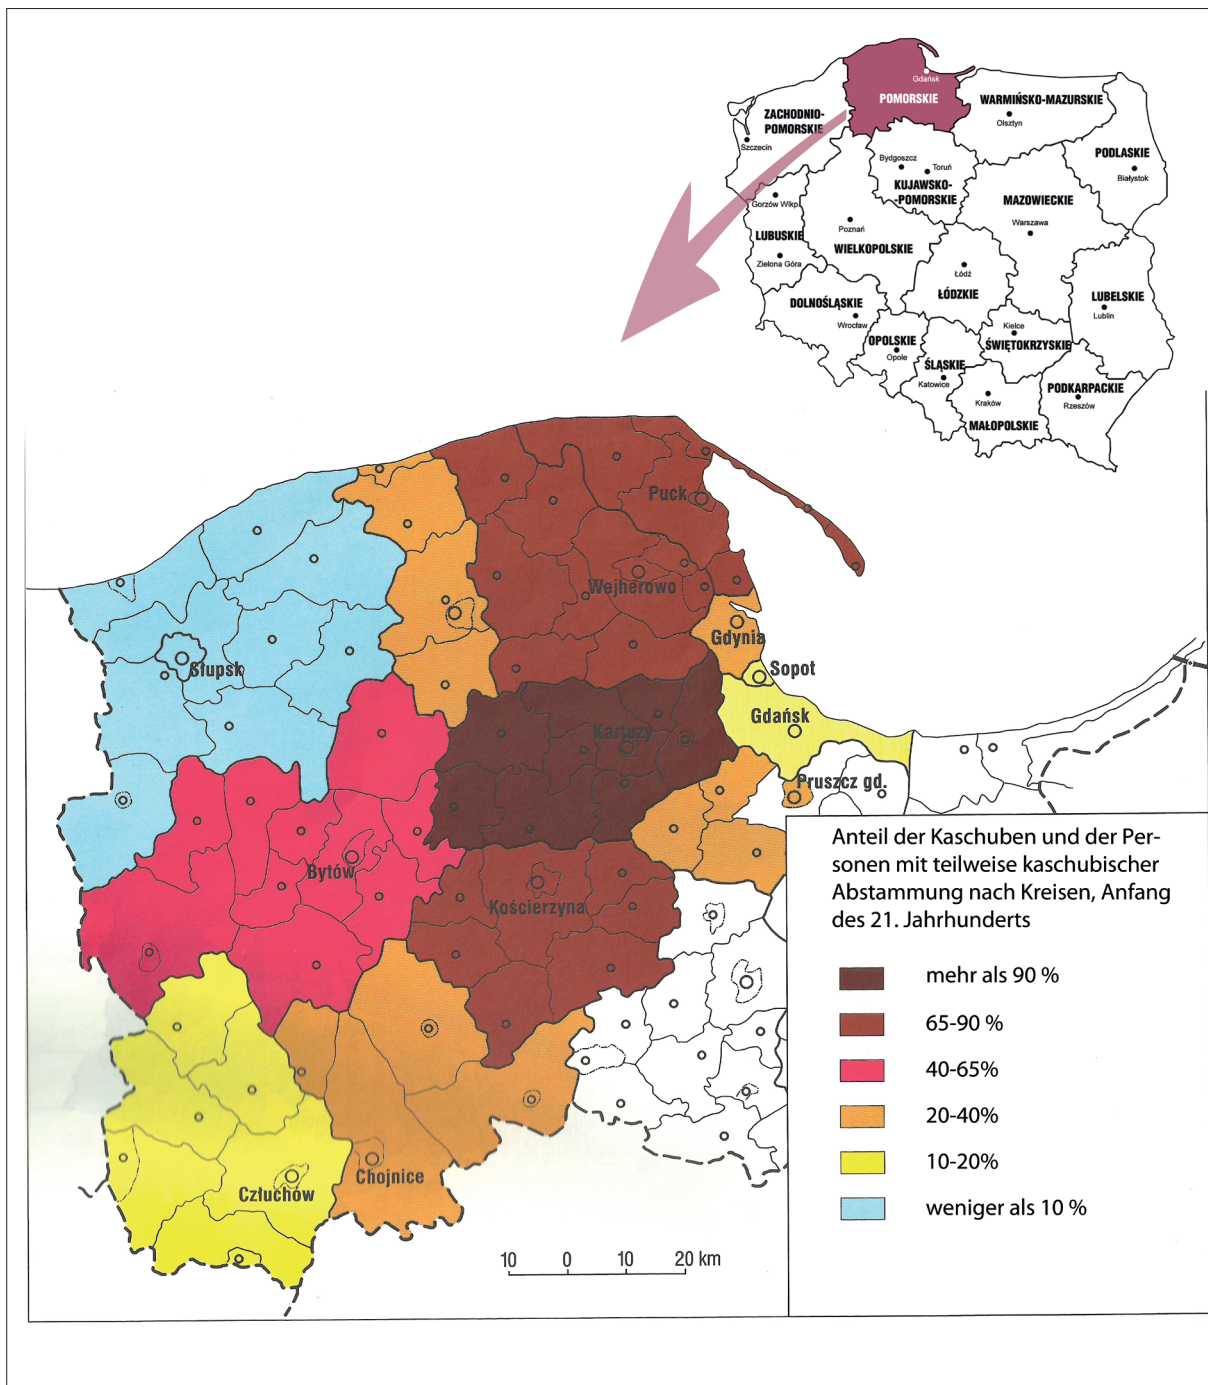 Gdańsk
POMORSKIE
WARMIŃSKO-MAZURSKIE
Olsztyn
ZACHODNIO-
POMORSKIE
Szczecin
PODLASKIE
Białystok
Bydgoszcz
Toruń
KUJAWSKO-
-POMORSKIE
MAZOWIECKIE
Warszawa
Gorzów Wlkp.
LUBUSKIE
Zielona Góra
Poznań
WIELKOPOLSKIE
Łódź
ŁÓDZKIE
LUBELSKIE
Lublin
DOLNOŚLĄSKIE
Wrocław
OPOLSKIE
Opole
Kielce
ŚWIĘTOKRZYSKIE
ŚLĄSKIE
Katowice
Kraków
MAŁOPOLSKIE
PODKARPACKIE
Rzeszów
Puck
Wejherowo
Gdynia
Sopot
Słupsk
Gdańsk
Kartuzy
Pruszcz gd.
Bytów
Kościerzyna
Chojnice
Człuchów
10 0 10 20 km
Anteil der Kaschuben und der Per-
sonen mit teilweise kaschubischer
Abstammung nach Kreisen, Anfang
des 21. Jahrhunderts
mehr als 90 %
65-90 %
40-65%
20-40%
10-20%
weniger als 10 %